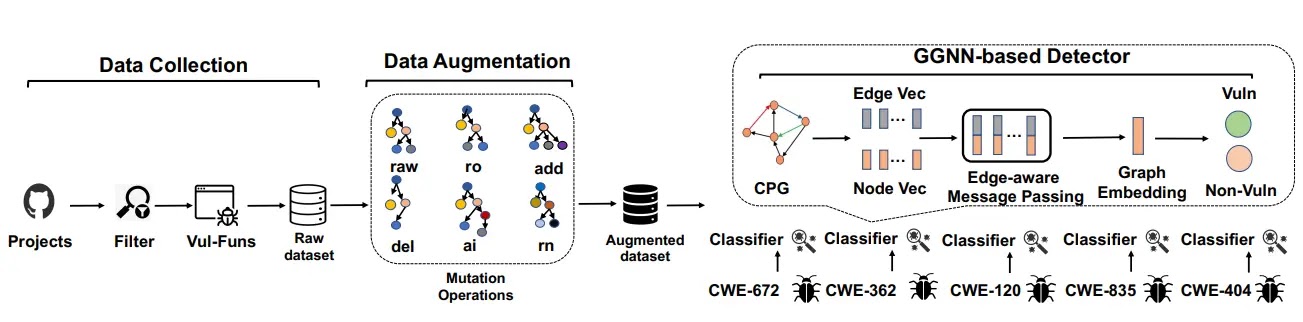 Data Collection
Projects
Filter
Vul-Funs
Raw
dataset
Data Augmentation
raw
ro
add
del
ai
rn
Mutation
Operations
Augmented
dataset
GGNN-based Detector
CPG
Edge Vec
...
...
Node Vec
...
Edge-aware
Message Passing
Graph
Embedding
Vuln
Non-Vuln
Classifier
Classifier
Classifier
Classifier
Classifier
CWE-672
CWE-362
CWE-120
CWE-835
CWE-404